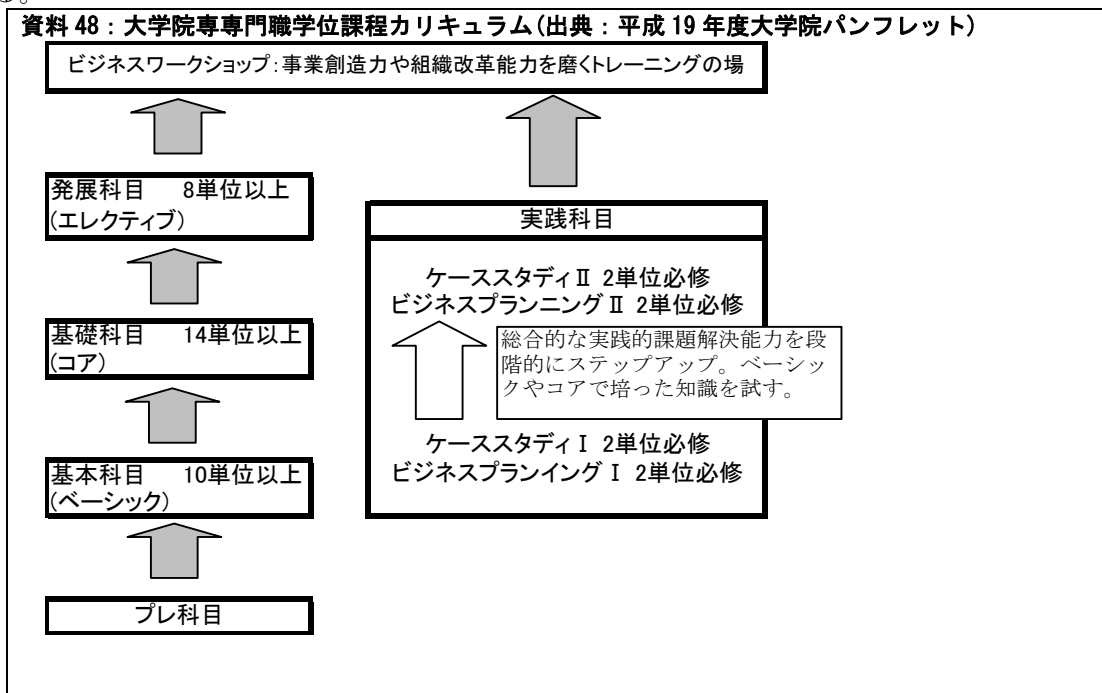 る。
資料 48：大学院専専門職学位課程カリキュラム(出典：平成 19 年度大学院パンフレット)
ビジネスワークショップ：事業創造力や組織改革能力を磨くトレーニングの場
発展科目 8単位以上
(エレクティブ)
基礎科目 14単位以上
(コア)
基本科目 10単位以上
(ベーシック)
プレ科目
実践科目
ケーススタディⅡ 2単位必修
ビジネスプランニングⅡ 2単位必修
総合的な実践的課題解決能力を段
階的にステップアップ。ベーシッ
クやコアで培った知識を試す。
ケーススタディⅠ 2単位必修
ビジネスプランイングⅠ 2単位必修